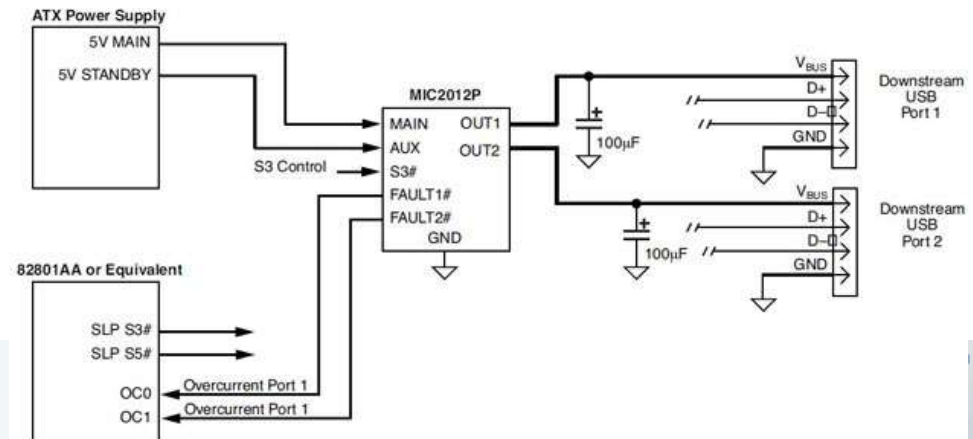 ATX Power Supply
5V MAIN
5V STANDBY
MIC2012P
MAIN
AUX
S3#
FAULT1#
FAULT2#
GND
OUT1
OUT2
S3 Control
+
100µF
+
100µF
VBUS
D+
D–
GND
Downstream
USB
Port 1
VBUS
D+
D–
GND
Downstream
USB
Port 2
82801AA or Equivalent
SLP S3#
SLP S5#
OC0
OC1
Overcurrent Port 1
Overcurrent Port 1